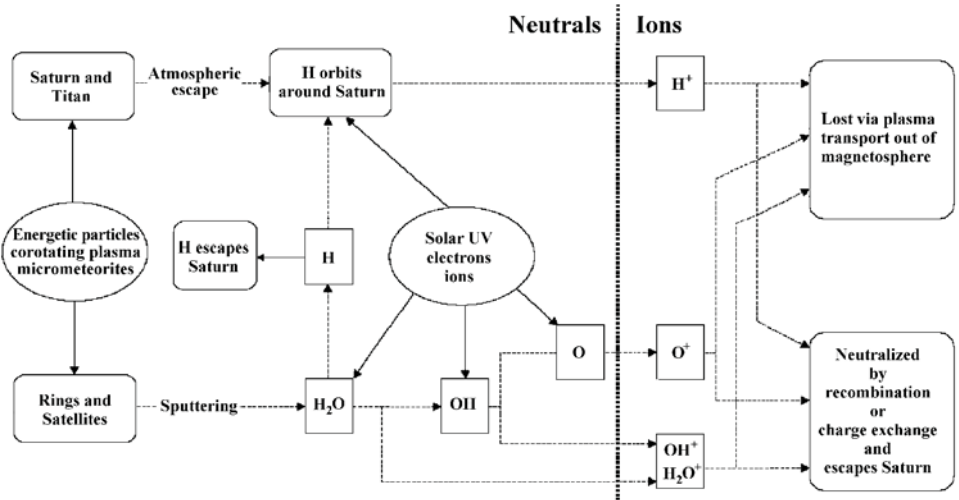 Neutrals
Ions
Saturn and
Titan
Atmospheric
escape
H orbits
around Saturn
H⁺
Lost via plasma
transport out of
magnetosphere
Energetic particles
corotating plasma
micrometeorites
H escapes
Saturn
H
Solar UV
electrons
ions
O
O⁺
Rings and
Satellites
Sputtering
H₂O
OH
OH⁺
H₂O⁺
Neutralized
by
recombination
or
charge exchange
and
escapes Saturn